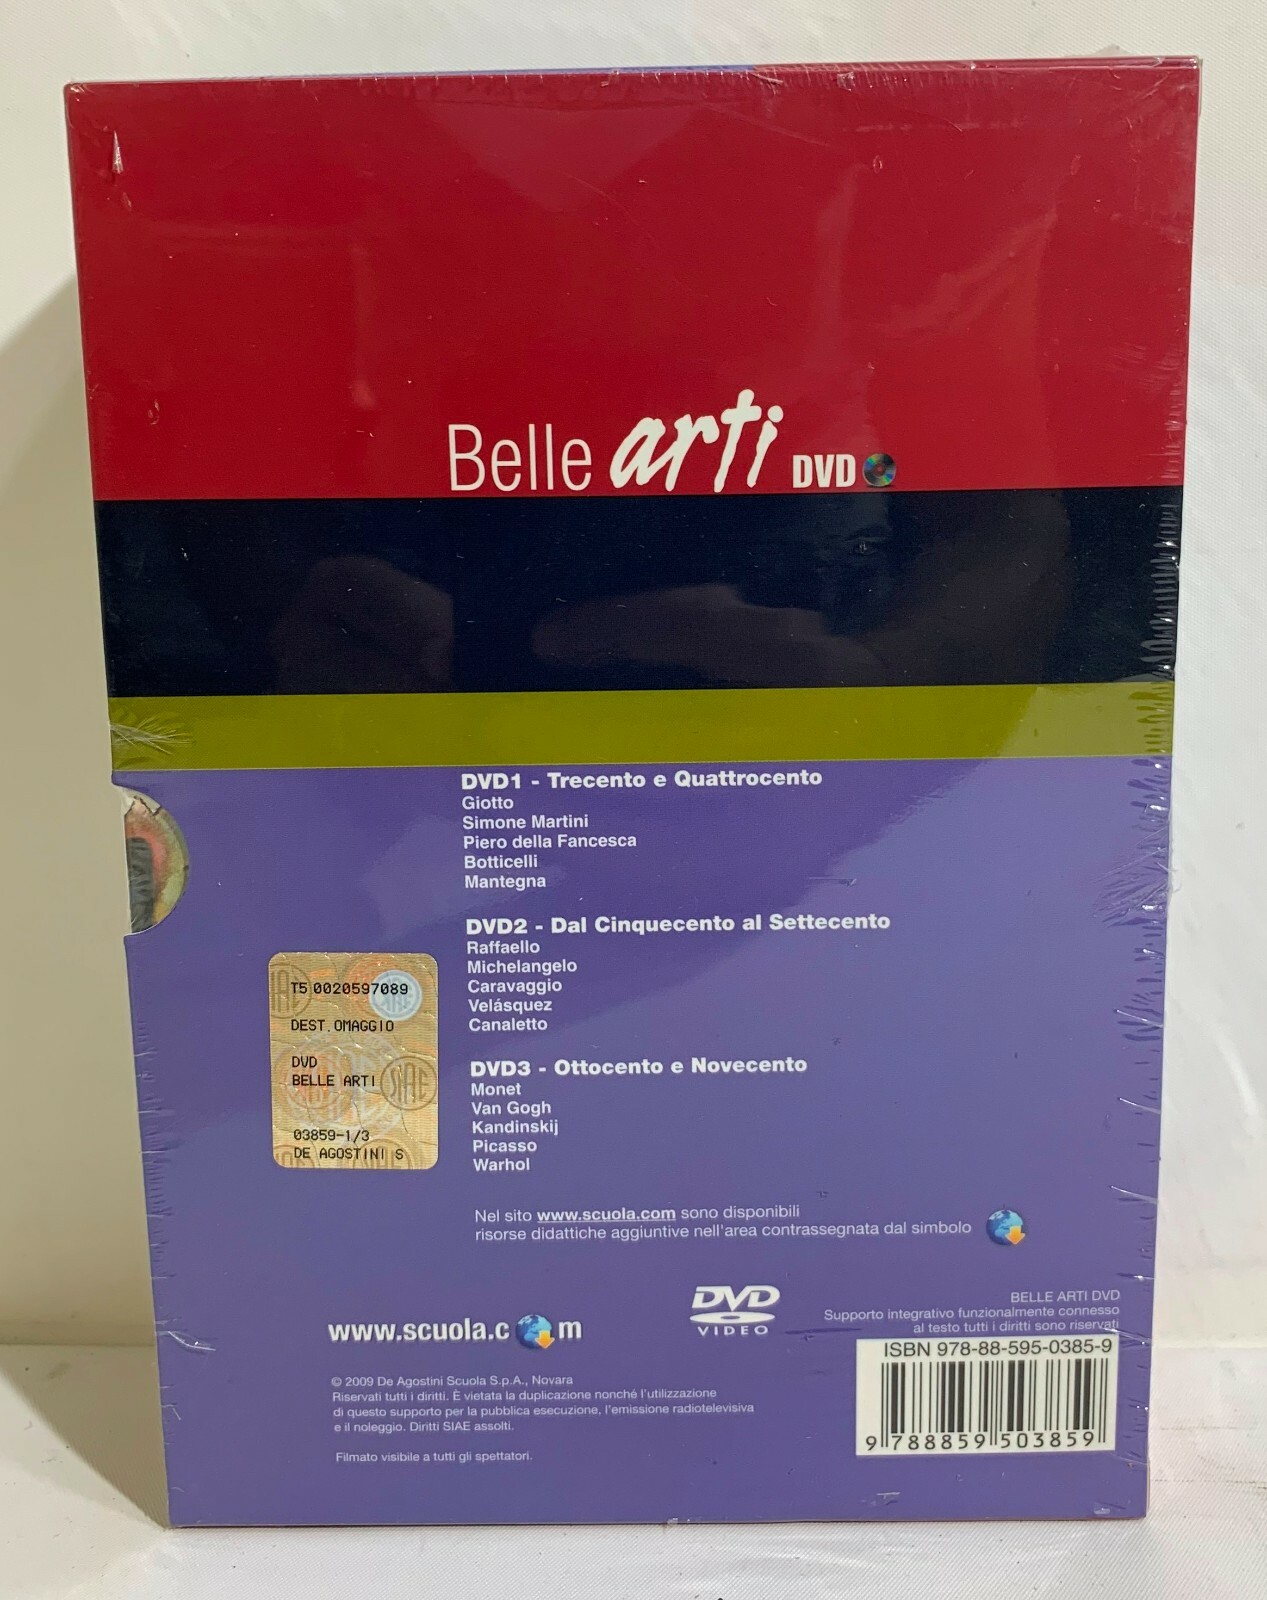 Belle arti DVD
DVD1 - Trecento e Quattrocento
Giotto
Simone Martini
Piero della Fancesca
Botticelli
Mantegna
DVD2 - Dal Cinquecento al Settecento
Raffaello
Michelangelo
Caravaggio
Velásquez
Canaletto
DVD3 - Ottocento e Novecento
Monet
Van Gogh
Kandinskij
Picasso
Warhol
T5 0020597089
DEST.OMAGGIO
DVD
BELLE ARTI
SIAE
03859-1/3
DE AGOSTINI S
Nel sito www.scuola.com sono disponibili
risorse didattiche aggiuntive nell'area contrassegnata dal simbolo
www.scuola.com
DVD
VIDEO
BELLE ARTI DVD
Supporto integrativo funzionalmente connesso
al testo tutti i diritti sono riservati
ISBN 978-88-595-0385-9
9 788859 503859
© 2009 De Agostini Scuola S.p.A., Novara
Riservati tutti i diritti. È vietata la duplicazione nonché l'utilizzazione
di questo supporto per la pubblica esecuzione, l'emissione radiotelevisiva
e il noleggio. Diritti SIAE assolti.
Filmato visibile a tutti gli spettatori.